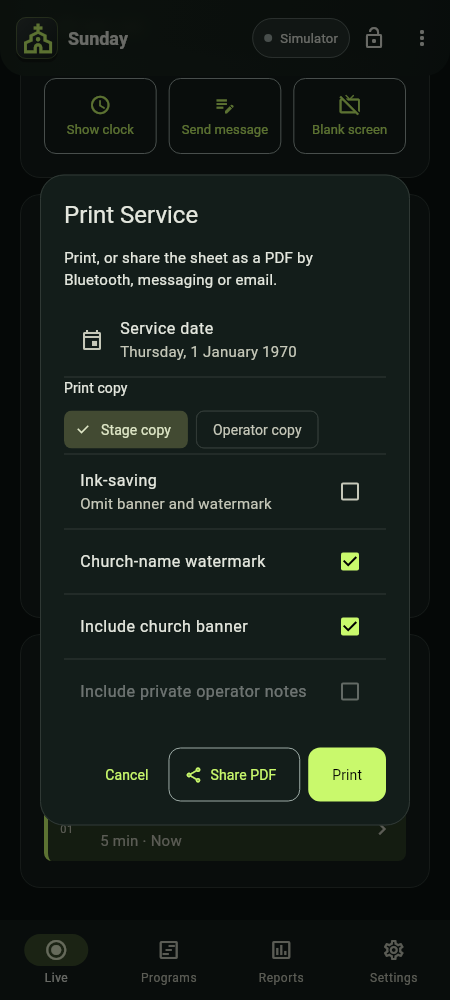 Sunday
Simulator
Show clock
Send message
Blank screen
Print Service
Print, or share the sheet as a PDF by
Bluetooth, messaging or email.
Service date
Thursday, 1 January 1970
Print copy
Stage copy
Operator copy
Ink-saving
Omit banner and watermark
Church-name watermark
Include church banner
Include private operator notes
Cancel
Share PDF
Print
01
5 min · Now
Live
Programs
Reports
Settings